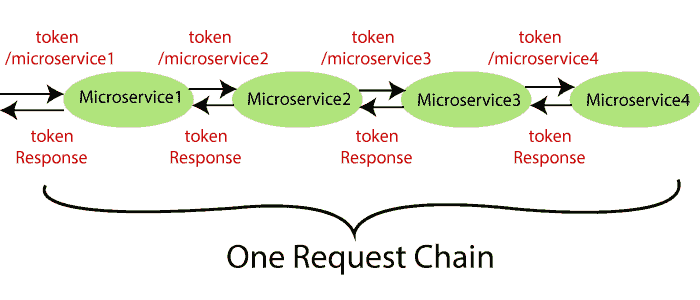 token token token token
/microservice1 /microservice2 /microservice3 /microservice4
Microservice1 Microservice2 Microservice3 Microservice4
token token token token
Response Response Response Response
One Request Chain